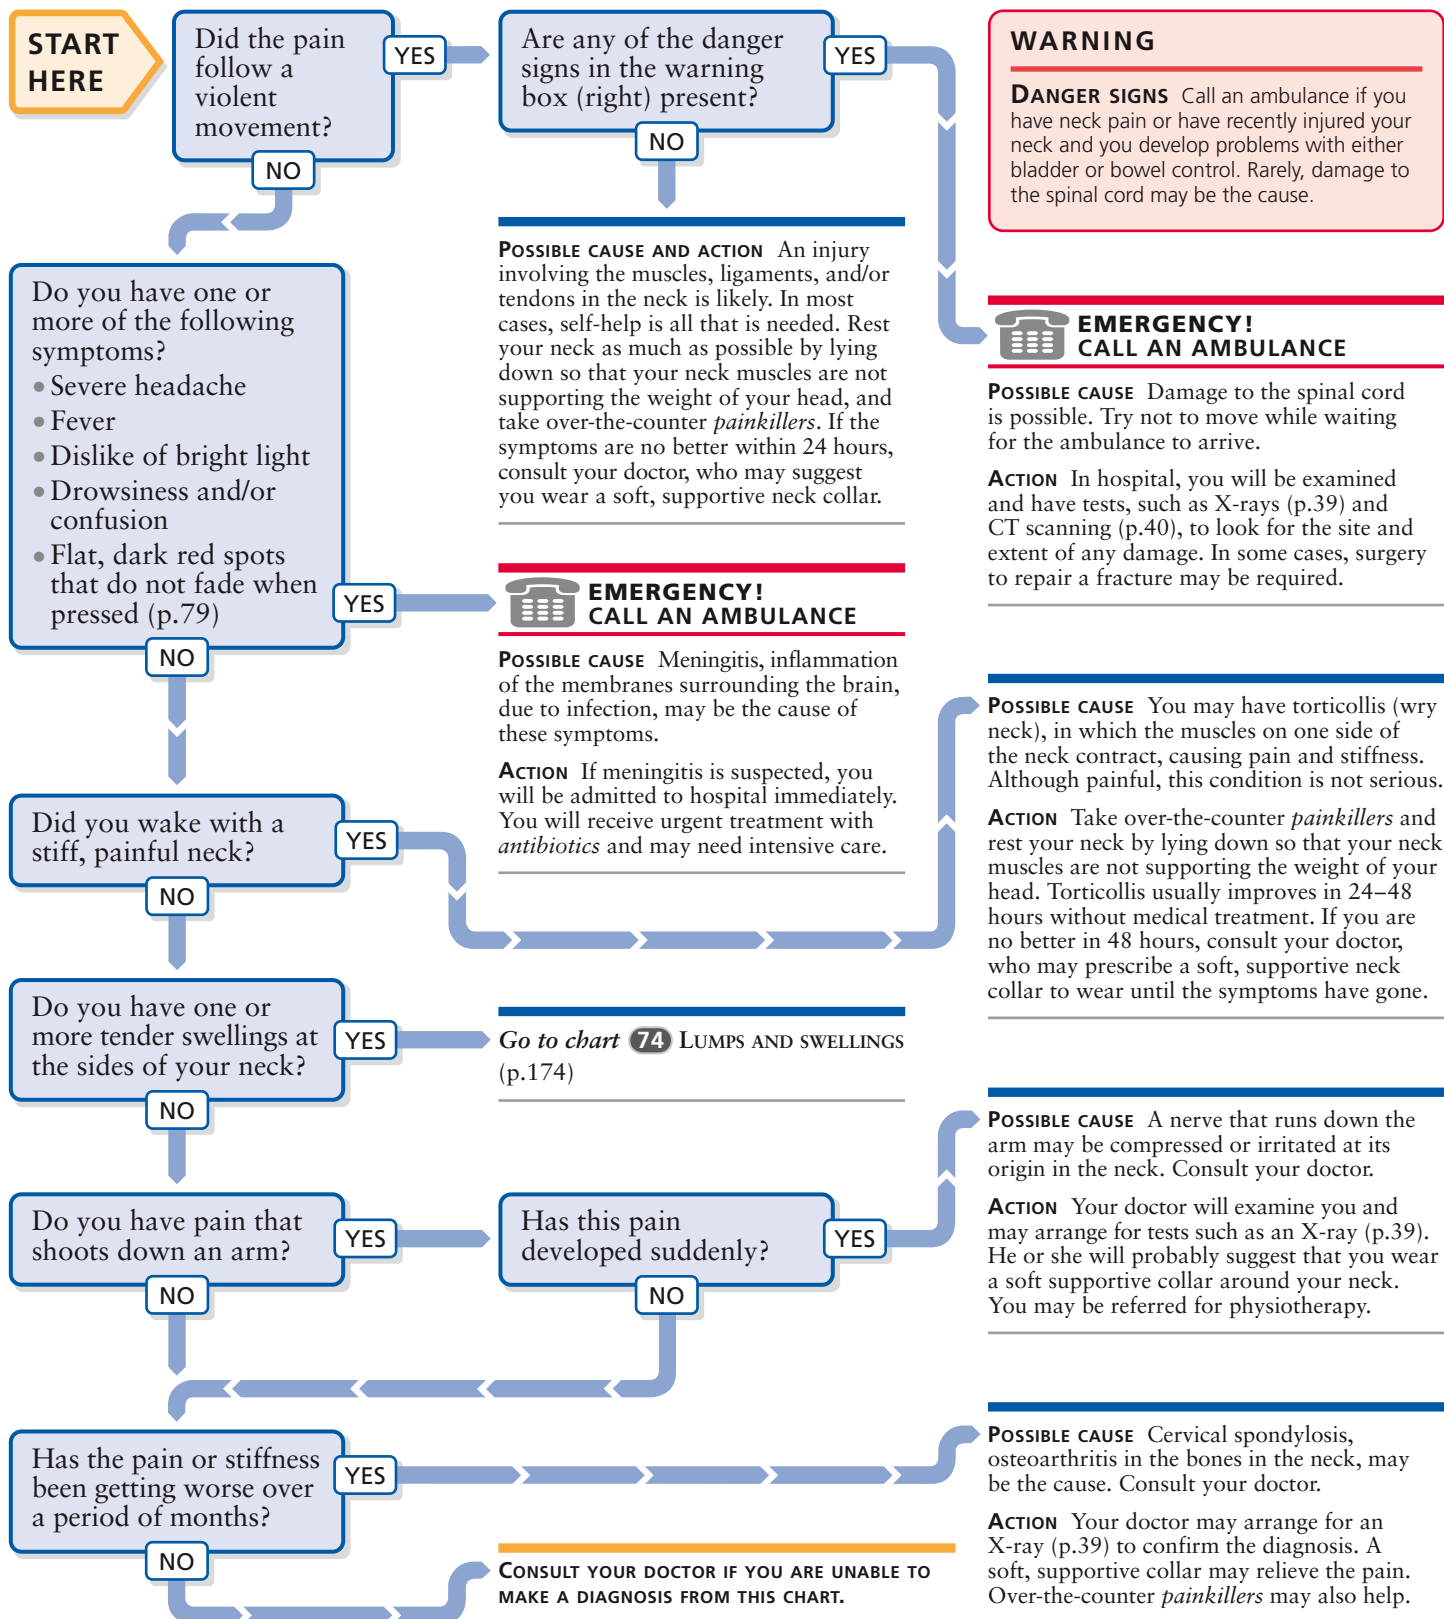 START
HERE
Did the pain
follow a
violent
movement?
YES
NO
Are any of the danger
signs in the warning
box (right) present?
YES
NO
WARNING
DANGER SIGNS Call an ambulance if you
have neck pain or have recently injured your
neck and you develop problems with either
bladder or bowel control. Rarely, damage to
the spinal cord may be the cause.
POSSIBLE CAUSE AND ACTION An injury
involving the muscles, ligaments, and/or
tendons in the neck is likely. In most
cases, self-help is all that is needed. Rest
your neck as much as possible by lying
down so that your neck muscles are not
supporting the weight of your head, and
take over-the-counter painkillers. If the
symptoms are no better within 24 hours,
consult your doctor, who may suggest
you wear a soft, supportive neck collar.
EMERGENCY!
CALL AN AMBULANCE
POSSIBLE CAUSE Damage to the spinal cord
is possible. Try not to move while waiting
for the ambulance to arrive.
ACTION In hospital, you will be examined
and have tests, such as X-rays (p.39) and
CT scanning (p.40), to look for the site and
extent of any damage. In some cases, surgery
to repair a fracture may be required.
Do you have one or
more of the following
symptoms?
• Severe headache
• Fever
• Dislike of bright light
• Drowsiness and/or
confusion
• Flat, dark red spots
that do not fade when
pressed (p.79)
YES
NO
EMERGENCY!
CALL AN AMBULANCE
POSSIBLE CAUSE Meningitis, inflammation
of the membranes surrounding the brain,
due to infection, may be the cause of
these symptoms.
ACTION If meningitis is suspected, you
will be admitted to hospital immediately.
You will receive urgent treatment with
antibiotics and may need intensive care.
Did you wake with a
stiff, painful neck?
YES
NO
POSSIBLE CAUSE You may have torticollis (wry
neck), in which the muscles on one side of
the neck contract, causing pain and stiffness.
Although painful, this condition is not serious.
ACTION Take over-the-counter painkillers and
rest your neck by lying down so that your neck
muscles are not supporting the weight of your
head. Torticollis usually improves in 24–48
hours without medical treatment. If you are
no better in 48 hours, consult your doctor,
who may prescribe a soft, supportive neck
collar to wear until the symptoms have gone.
Do you have one or
more tender swellings at
the sides of your neck?
YES
NO
Go to chart 74 LUMPS AND SWELLINGS
(p.174)
Do you have pain that
shoots down an arm?
YES
NO
Has this pain
developed suddenly?
YES
NO
POSSIBLE CAUSE A nerve that runs down the
arm may be compressed or irritated at its
origin in the neck. Consult your doctor.
ACTION Your doctor will examine you and
may arrange for tests such as an X-ray (p.39).
He or she will probably suggest that you wear
a soft supportive collar around your neck.
You may be referred for physiotherapy.
Has the pain or stiffness
been getting worse over
a period of months?
YES
NO
POSSIBLE CAUSE Cervical spondylosis,
osteoarthritis in the bones in the neck, may
be the cause. Consult your doctor.
ACTION Your doctor may arrange for an
X-ray (p.39) to confirm the diagnosis. A
soft, supportive collar may relieve the pain.
Over-the-counter painkillers may also help.
CONSULT YOUR DOCTOR IF YOU ARE UNABLE TO
MAKE A DIAGNOSIS FROM THIS CHART.